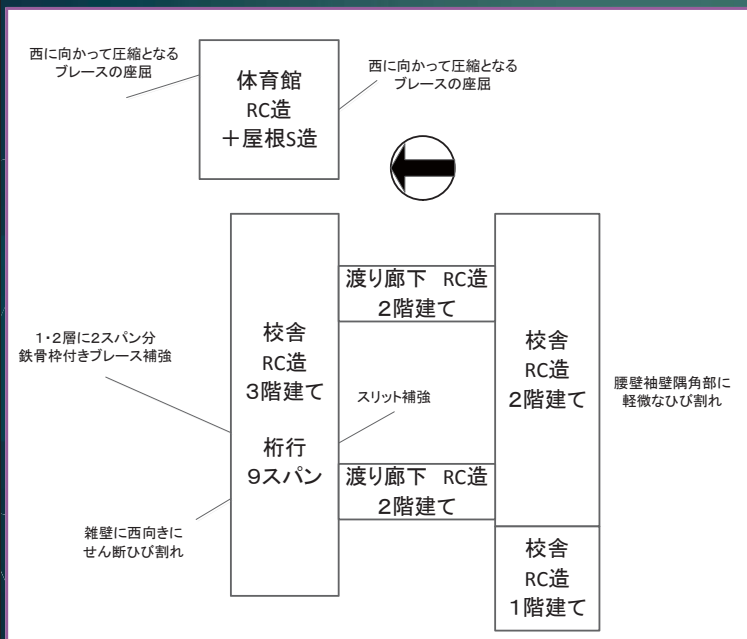 西に向かって圧縮となる
ブレースの座屈
体育館
RC造
＋屋根S造
西に向かって圧縮となる
ブレースの座屈
1・2層に2スパン分
鉄骨枠付きブレース補強
雑壁に西向きに
せん断ひび割れ
校舎
RC造
3階建て
桁行
9スパン
渡り廊下 RC造
2階建て
スリット補強
渡り廊下 RC造
2階建て
校舎
RC造
2階建て
腰壁袖壁隅角部に
軽微なひび割れ
校舎
RC造
1階建て